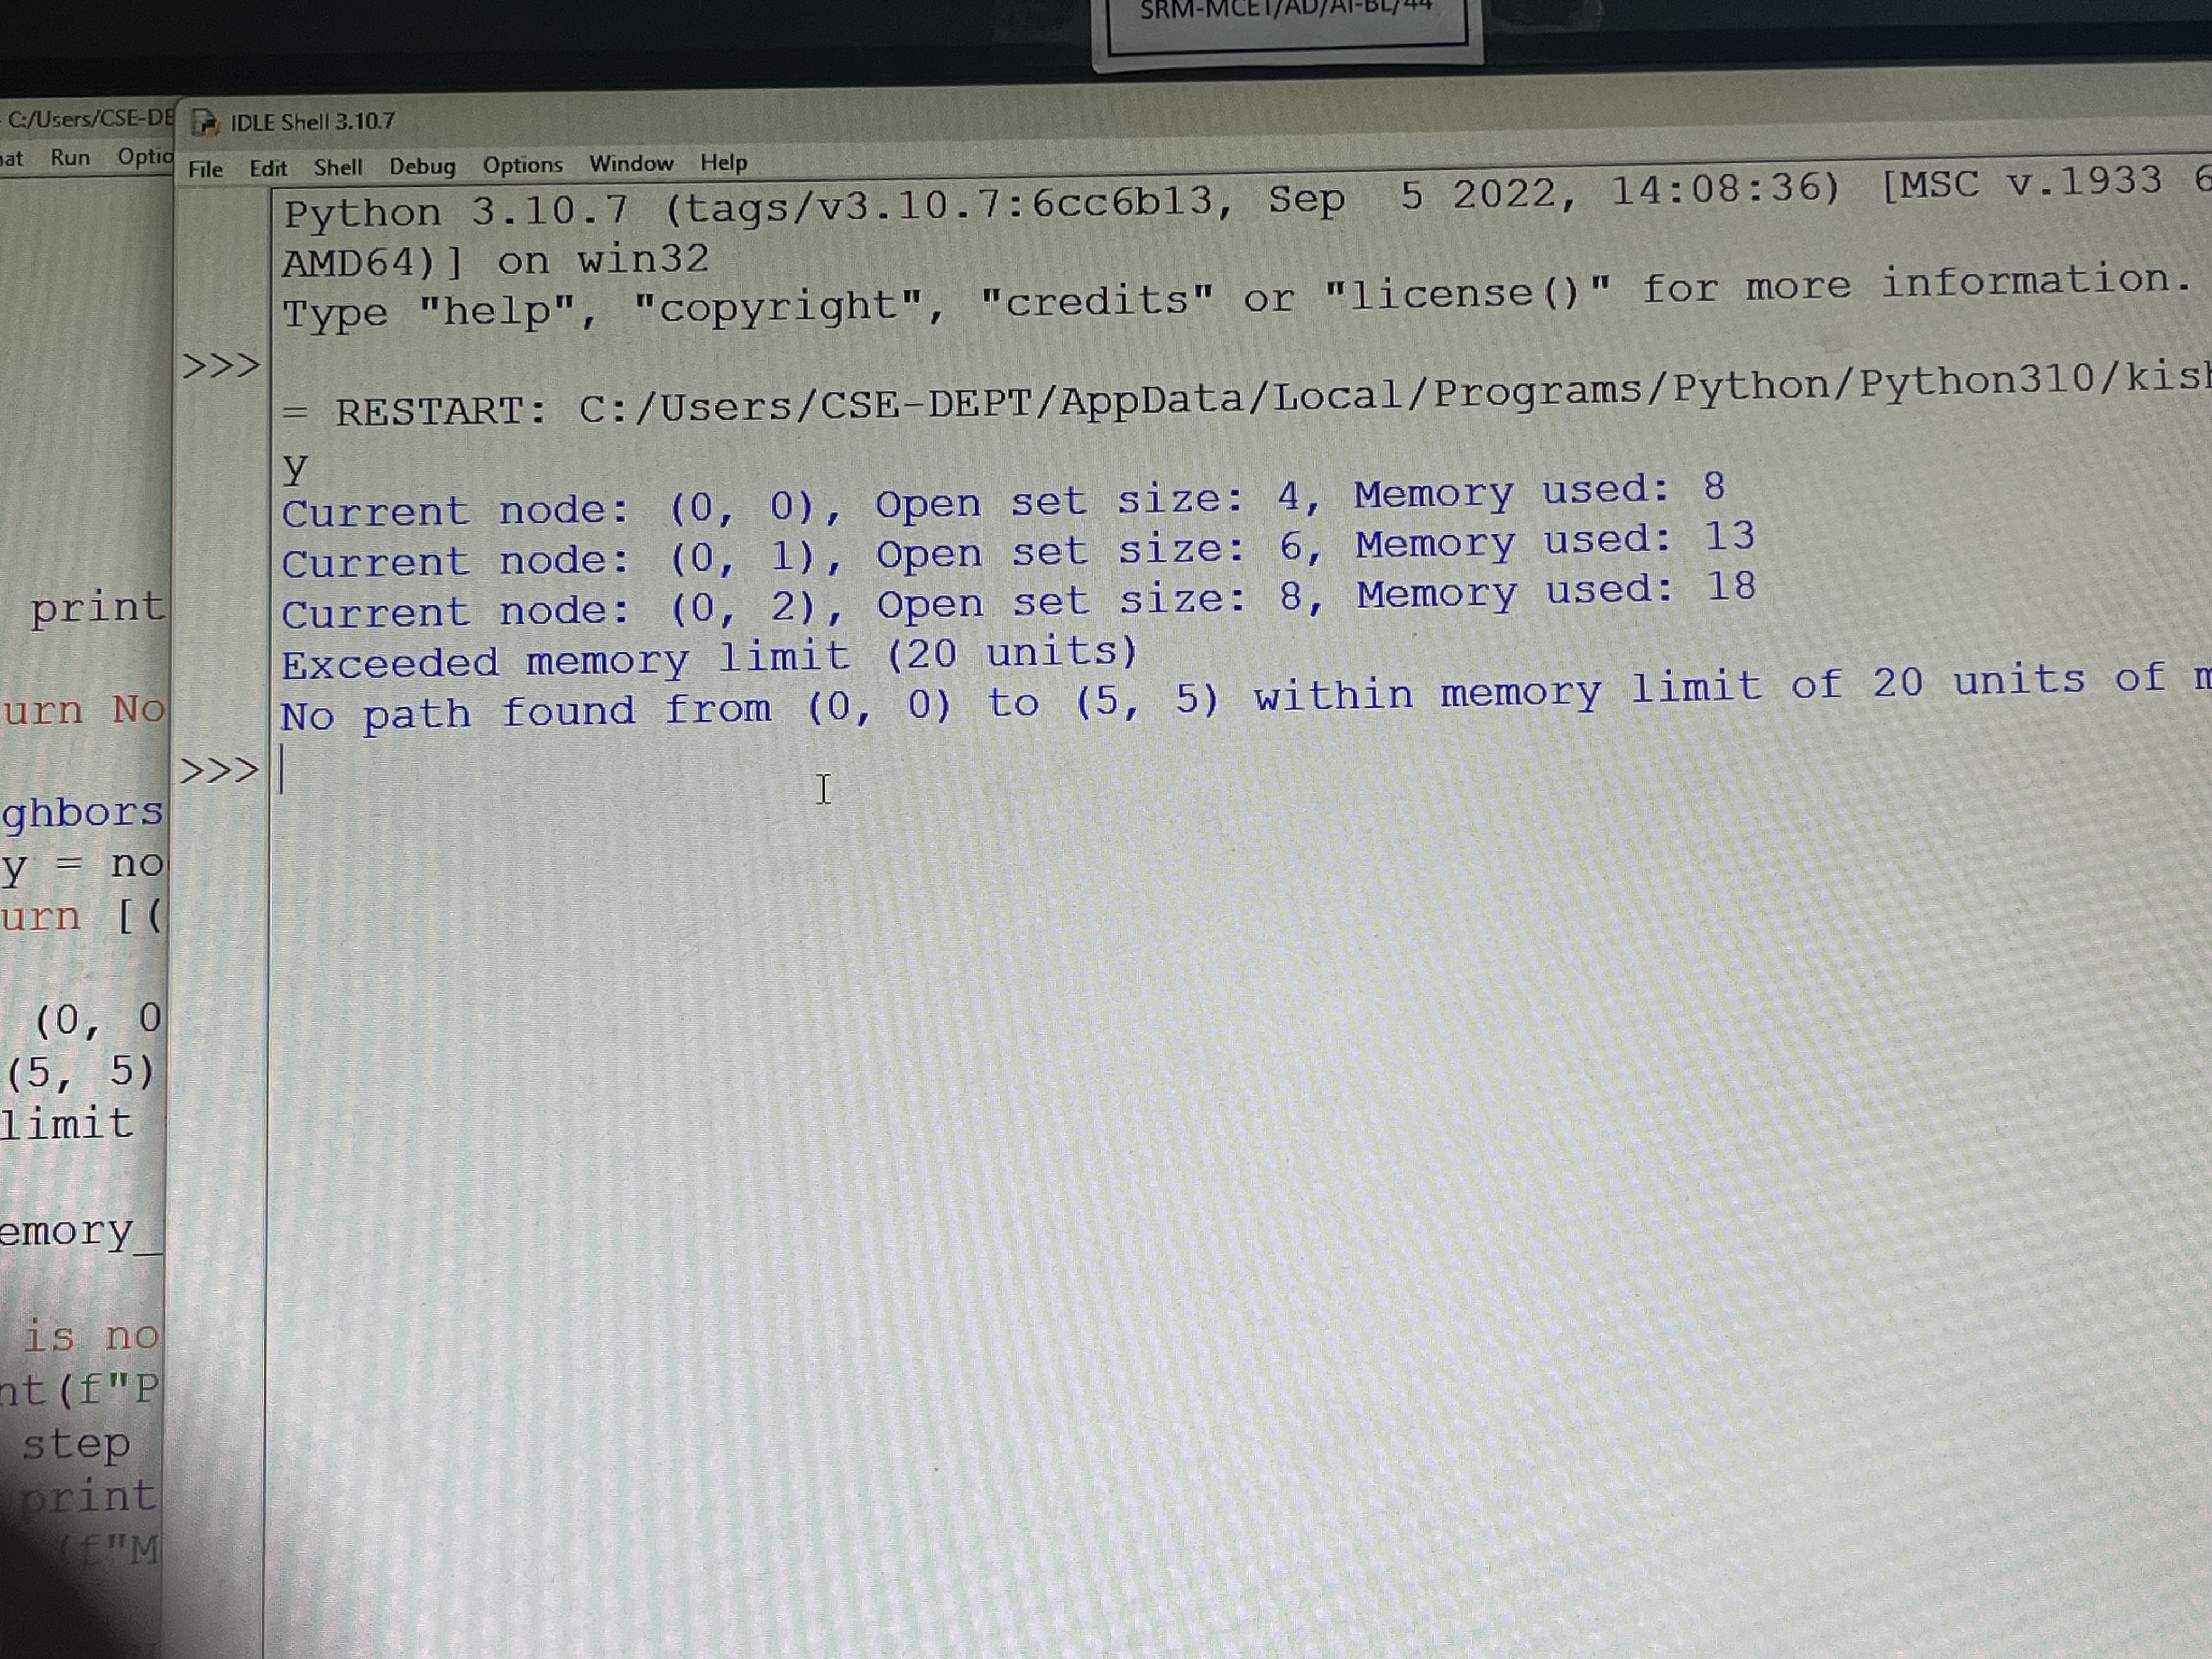 SRM-MCET/AD/AI-BL/44
C:/Users/CSE-DE
at Run Optio
print
urn No
ghbors
y = no
urn [(
(0, 0
(5, 5)
limit
emory_
is no
nt(f"P
step
print
(f"M
IDLE Shell 3.10.7
File Edit Shell Debug Options Window Help
Python 3.10.7 (tags/v3.10.7:6cc6b13, Sep  5 2022, 14:08:36) [MSC v.1933 6
AMD64)] on win32
Type "help", "copyright", "credits" or "license()" for more information.
>>>
= RESTART: C:/Users/CSE-DEPT/AppData/Local/Programs/Python/Python310/kish
y
Current node: (0, 0), Open set size: 4, Memory used: 8
Current node: (0, 1), Open set size: 6, Memory used: 13
Current node: (0, 2), Open set size: 8, Memory used: 18
Exceeded memory limit (20 units)
No path found from (0, 0) to (5, 5) within memory limit of 20 units of m
>>>